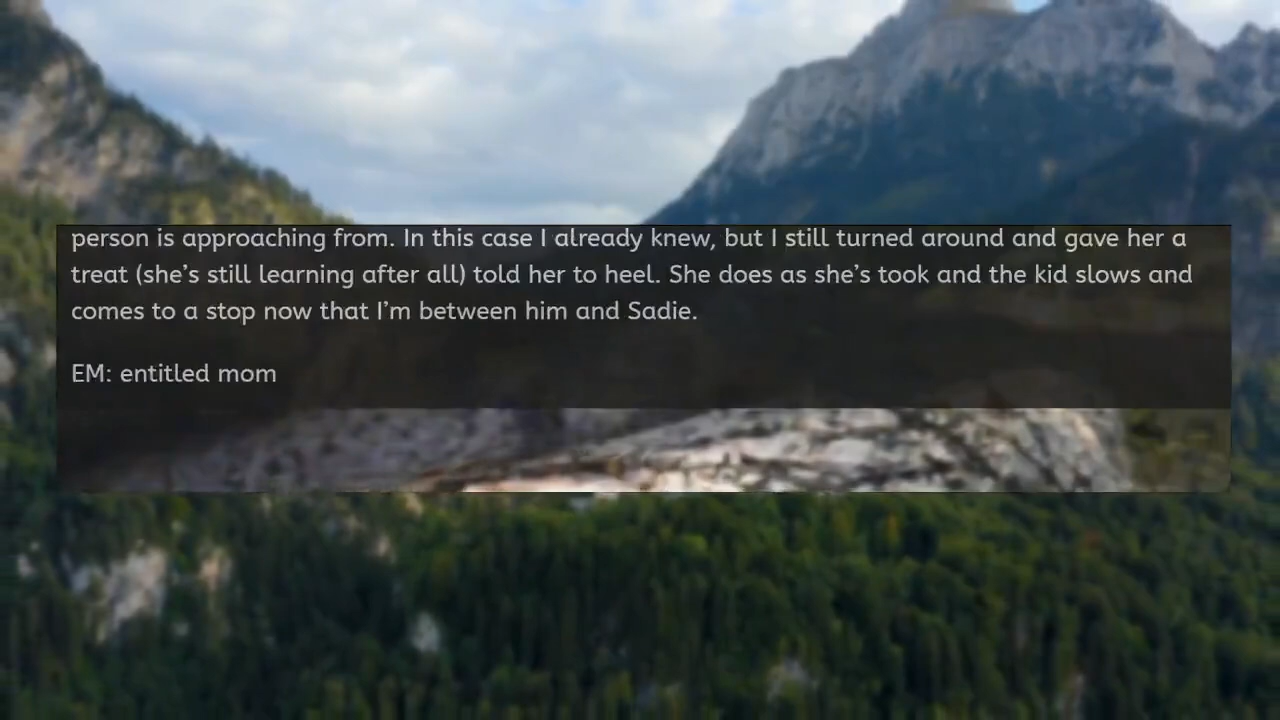 person is approaching from. In this case I already knew, but I still turned around and gave her a
treat (she’s still learning after all) told her to heel. She does as she’s took and the kid slows and
comes to a stop now that I’m between him and Sadie.
EM: entitled mom